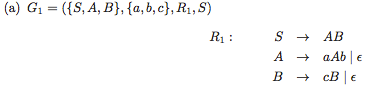 (a) G₁ = ({S, A, B}, {a, b, c}, R₁, S)
R₁ : S → AB
A → aAb | ϵ
B → cB | ϵ